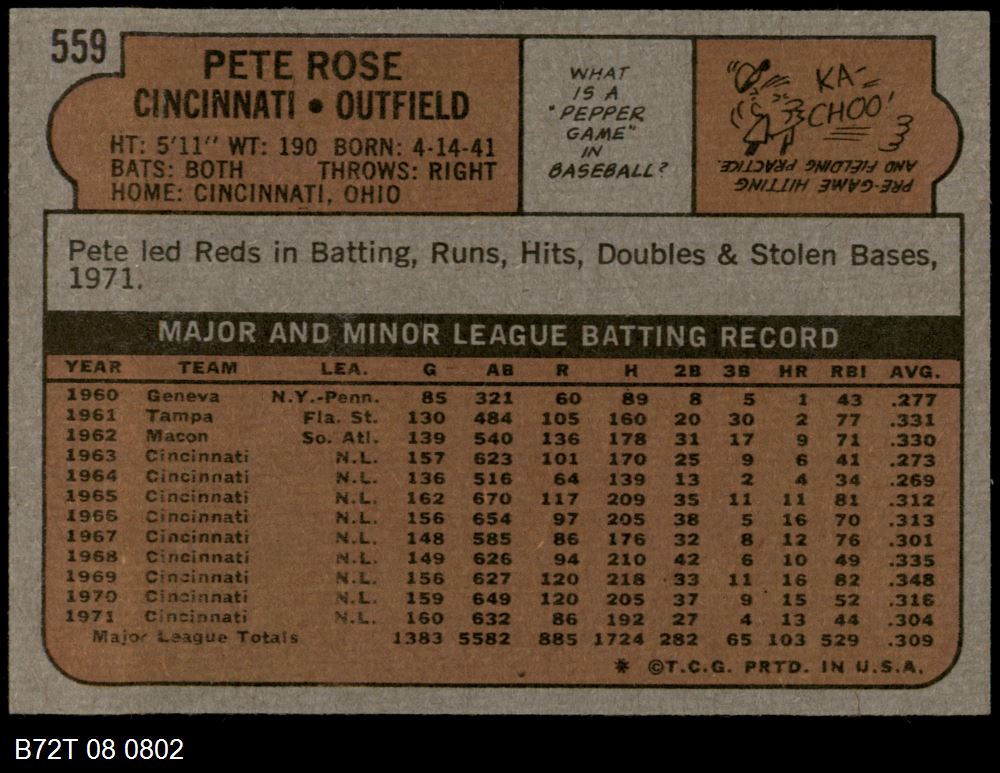 559
PETE ROSE
CINCINNATI • OUTFIELD
HT: 5'11" WT: 190 BORN: 4-14-41
BATS: BOTH THROWS: RIGHT
HOME: CINCINNATI, OHIO
WHAT
IS A
"PEPPER
GAME"
IN
BASEBALL?
KA-
CHOO'
PRE-GAME HITTING
AND FIELDING PRACTICE.
Pete led Reds in Batting, Runs, Hits, Doubles & Stolen Bases,
1971.
MAJOR AND MINOR LEAGUE BATTING RECORD
YEAR TEAM LEA. G AB R H 2B 3B HR RBI AVG.
1960 Geneva N.Y.-Penn. 85 321 60 89 8 5 1 43 .277
1961 Tampa Fla. St. 130 484 105 160 20 30 2 77 .331
1962 Macon So. Atl. 139 540 136 178 31 17 9 71 .330
1963 Cincinnati N.L. 157 623 101 170 25 9 6 41 .273
1964 Cincinnati N.L. 136 516 64 139 13 2 4 34 .269
1965 Cincinnati N.L. 162 670 117 209 35 11 11 81 .312
1966 Cincinnati N.L. 156 654 97 205 38 5 16 70 .313
1967 Cincinnati N.L. 148 585 86 176 32 8 12 76 .301
1968 Cincinnati N.L. 149 626 94 210 42 6 10 49 .335
1969 Cincinnati N.L. 156 627 120 218 33 11 16 82 .348
1970 Cincinnati N.L. 159 649 120 205 37 9 15 52 .316
1971 Cincinnati N.L. 160 632 86 192 27 4 13 44 .304
Major League Totals 1383 5582 885 1724 282 65 103 529 .309
* ©T.C.G. PRTD. IN U.S.A.
B72T 08 0802